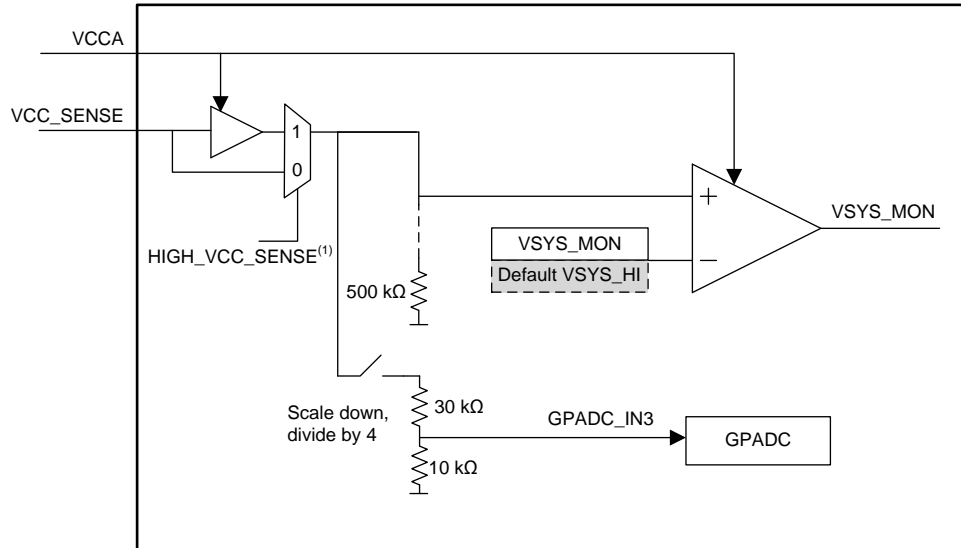 VCCA
VCC_SENSE
1
0
HIGH_VCC_SENSE(1)
+
VSYS_MON
VSYS_MON
−
Default VSYS_HI
500 kΩ
Scale down,
divide by 4
30 kΩ
GPADC_IN3
GPADC
10 kΩ